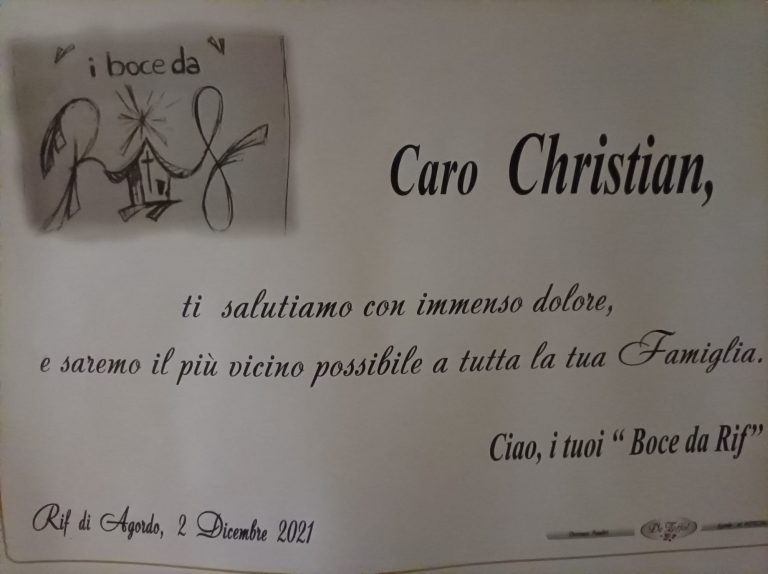 " i boce da "
Rif
Caro Christian,
ti salutiamo con immenso dolore,
e saremo il più vicino possibile a tutta la tua Famiglia.
Ciao, i tuoi “ Boce da Rif”
Rif di Agordo, 2 Dicembre 2021